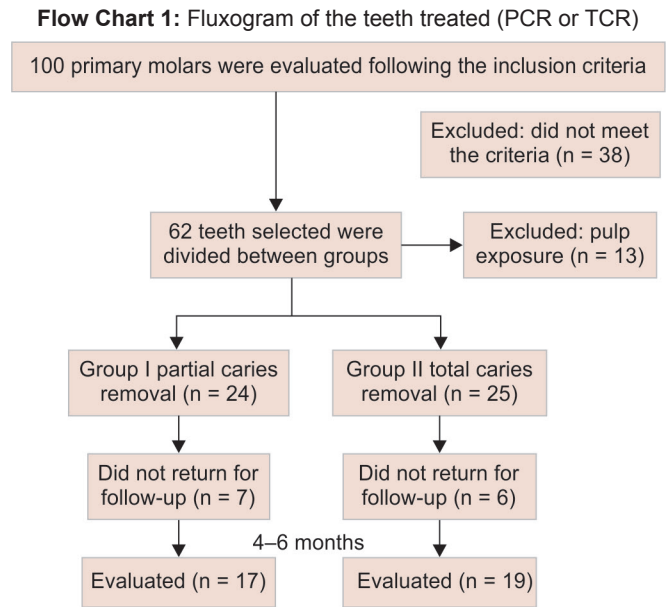 Flow Chart 1: Fluxogram of the teeth treated (PCR or TCR)
100 primary molars were evaluated following the inclusion criteria
Excluded: did not meet
the criteria (n = 38)
62 teeth selected were
divided between groups
Excluded: pulp
exposure (n = 13)
Group I partial caries
removal (n = 24)
Group II total caries
removal (n = 25)
Did not return for
follow-up (n = 7)
Did not return for
follow-up (n = 6)
4–6 months
Evaluated (n = 17)
Evaluated (n = 19)